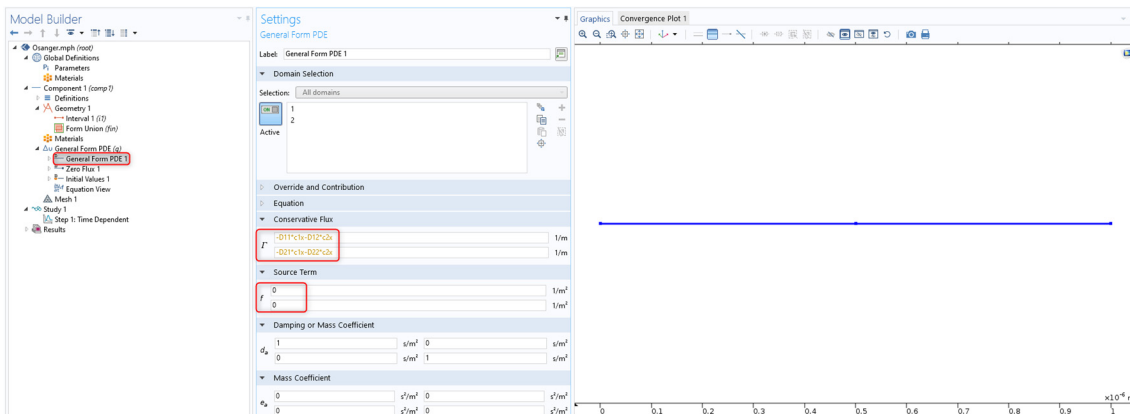 Model Builder
Osanger.mph (root)
Global Definitions
Pi Parameters
Materials
Component 1 (comp1)
Definitions
Geometry 1
Interval 1 (i1)
Form Union (fin)
Materials
Δu General Form PDE (g)
General Form PDE 1
Zero Flux 1
Initial Values 1
Equation View
Mesh 1
Study 1
Step 1: Time Dependent
Results
Settings
General Form PDE
Label: General Form PDE 1
Domain Selection
Selection: All domains
Active
1
2
Override and Contribution
Equation
Conservative Flux
Γ
-D11*c1x-D12*c2x 1/m
-D21*c1x-D22*c2x 1/m
Source Term
f
0 1/m²
0 1/m²
Damping or Mass Coefficient
da
1 s/m² 0 s/m²
0 s/m² 1 s/m²
Mass Coefficient
ea
0 s²/m² 0 s²/m²
0 s²/m² 0 s²/m²
Graphics Convergence Plot 1
×10⁻⁶ m
0 0.1 0.2 0.3 0.4 0.5 0.6 0.7 0.8 0.9 1